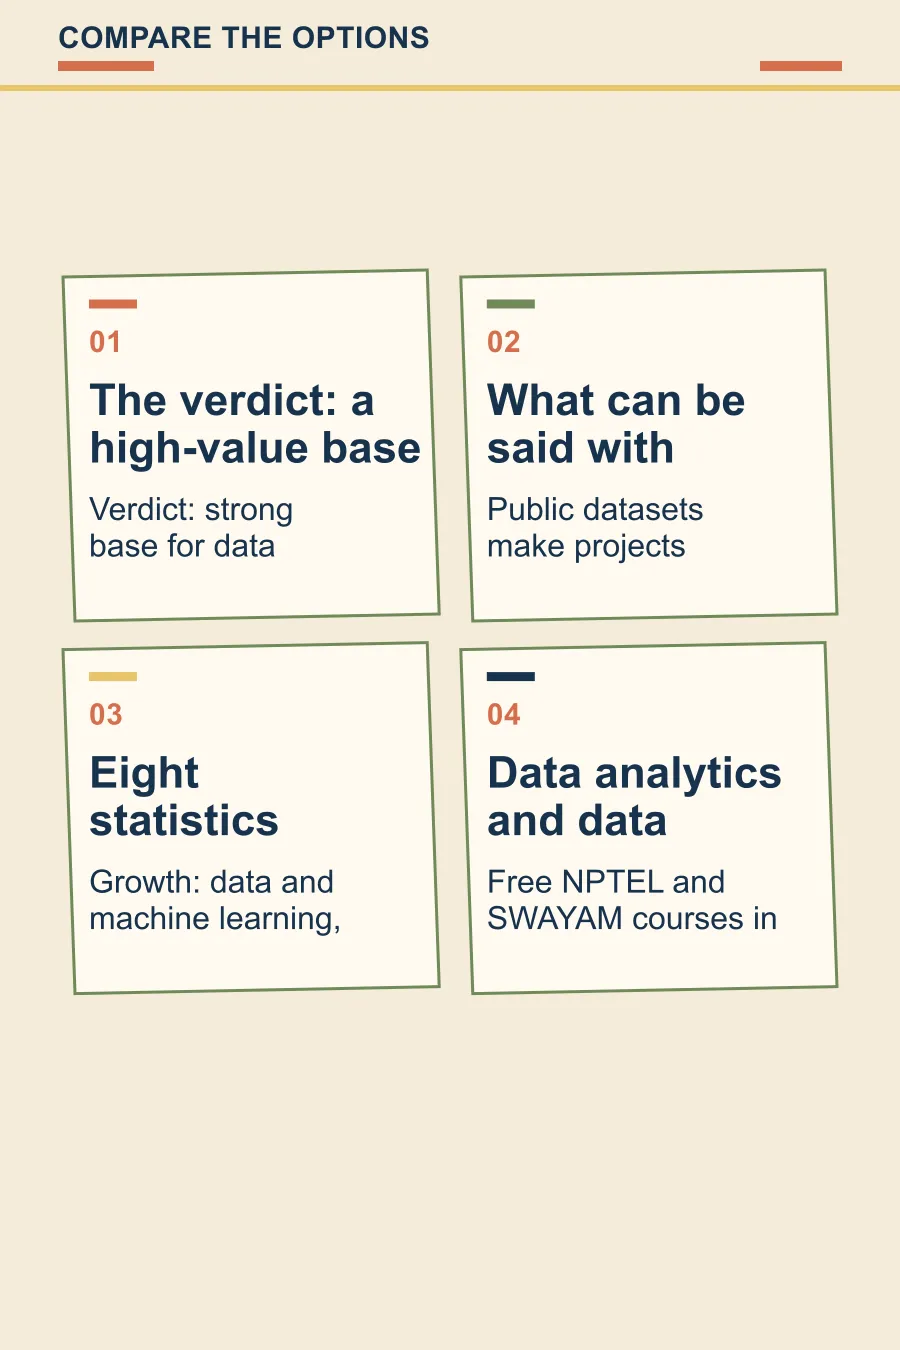 COMPARE THE OPTIONS
01
The verdict: a
high-value base
Verdict: strong
base for data
02
What can be
said with
Public datasets
make projects
03
Eight
statistics
Growth: data and
machine learning,
04
Data analytics
and data
Free NPTEL and
SWAYAM courses in